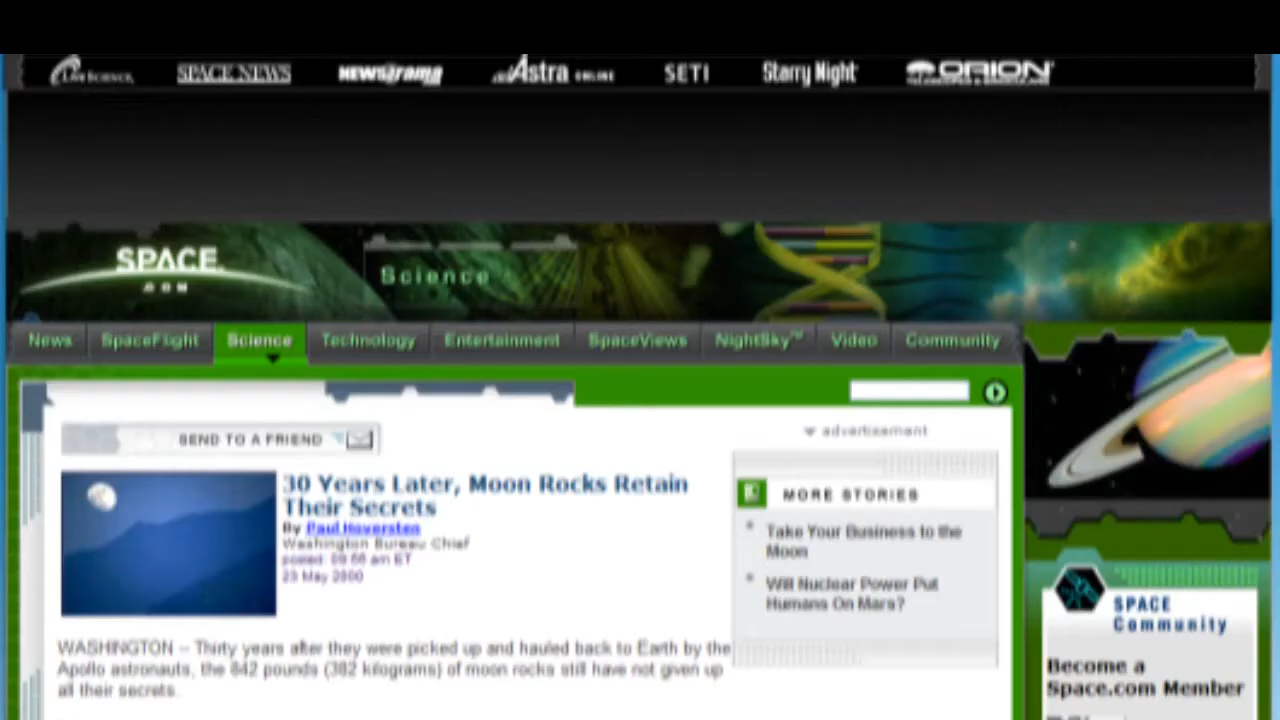 LIVESCIENCE
SPACE NEWS
NEWSarama
Astra ONLINE
SETI
Starry Night
ORION
SPACE
.COM
Science
News
SpaceFlight
Science
Technology
Entertainment
SpaceViews
NightSky™
Video
Community
SEND TO A FRIEND
advertisement
30 Years Later, Moon Rocks Retain
Their Secrets
By Paul Hoversten
Washington Bureau Chief
posted: 09:56 am ET
23 May 2000
WASHINGTON -- Thirty years after they were picked up and hauled back to Earth by the
Apollo astronauts, the 842 pounds (382 kilograms) of moon rocks still have not given up
all their secrets.
MORE STORIES
Take Your Business to the
Moon
Will Nuclear Power Put
Humans On Mars?
SPACE
Community
Become a
Space.com Member